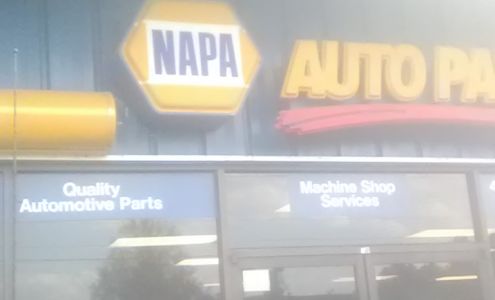 NAPA
AUTO PA
Quality
Automotive Parts
Machine Shop
Services